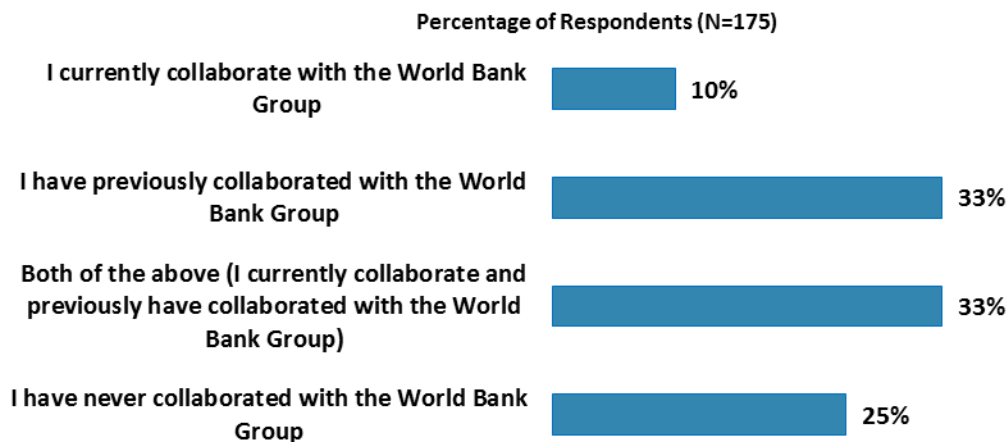 Percentage of Respondents (N=175)
I currently collaborate with the World Bank
Group
10%
I have previously collaborated with the World
Bank Group
33%
Both of the above (I currently collaborate and
previously have collaborated with the World
Bank Group)
33%
I have never collaborated with the World Bank
Group
25%